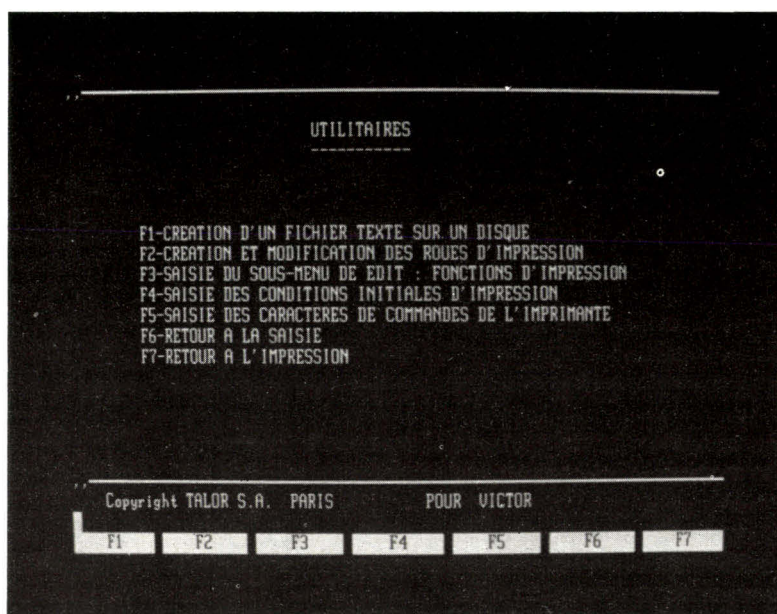 UTILITAIRES
F1-CREATION D'UN FICHIER TEXTE SUR UN DISQUE
F2-CREATION ET MODIFICATION DES ROUES D'IMPRESSION
F3-SAISIE DU SOUS-MENU DE EDIT : FONCTIONS D'IMPRESSION
F4-SAISIE DES CONDITIONS INITIALES D'IMPRESSION
F5-SAISIE DES CARACTERES DE COMMANDES DE L'IMPRIMANTE
F6-RETOUR A LA SAISIE
F7-RETOUR A L'IMPRESSION
Copyright TALOR S.A. PARIS POUR VICTOR
F1 F2 F3 F4 F5 F6 F7